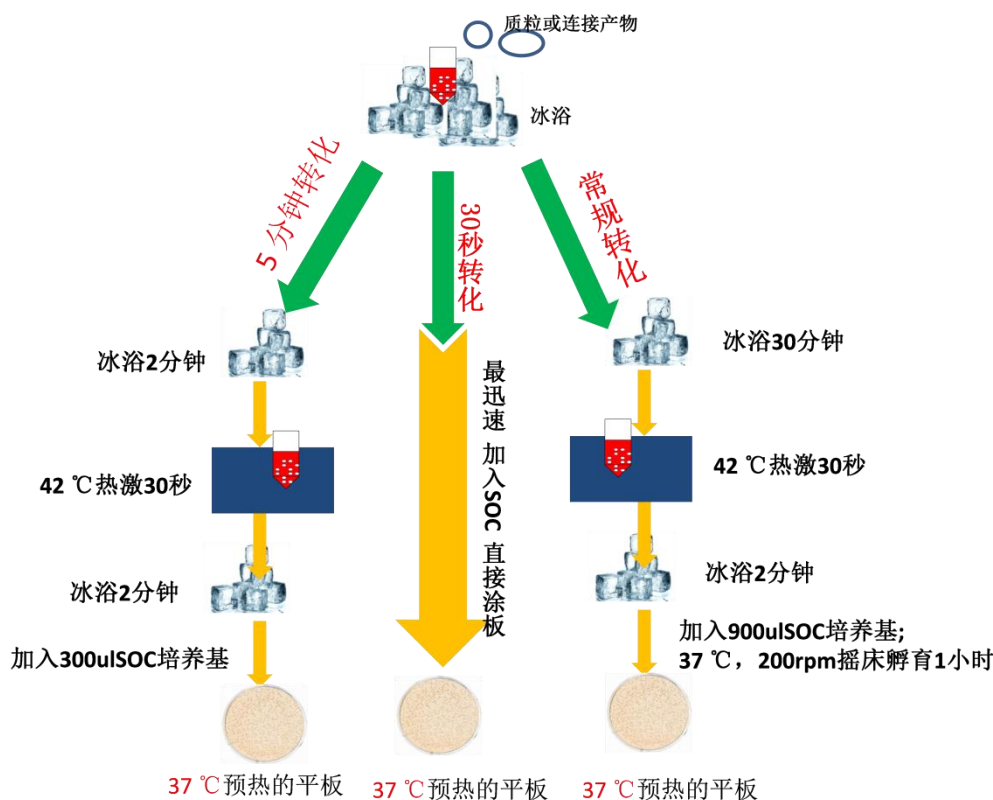 质粒或连接产物
冰浴
5 分钟转化
30秒转化
常规转化
冰浴2分钟
42 ℃热激30秒
冰浴2分钟
加入300ulSOC培养基
37 ℃预热的平板
最迅速 加入SOC 直接涂板
37 ℃预热的平板
冰浴30分钟
42 ℃热激30秒
冰浴2分钟
加入900ulSOC培养基;
37 ℃，200rpm摇床孵育1小时
37 ℃预热的平板